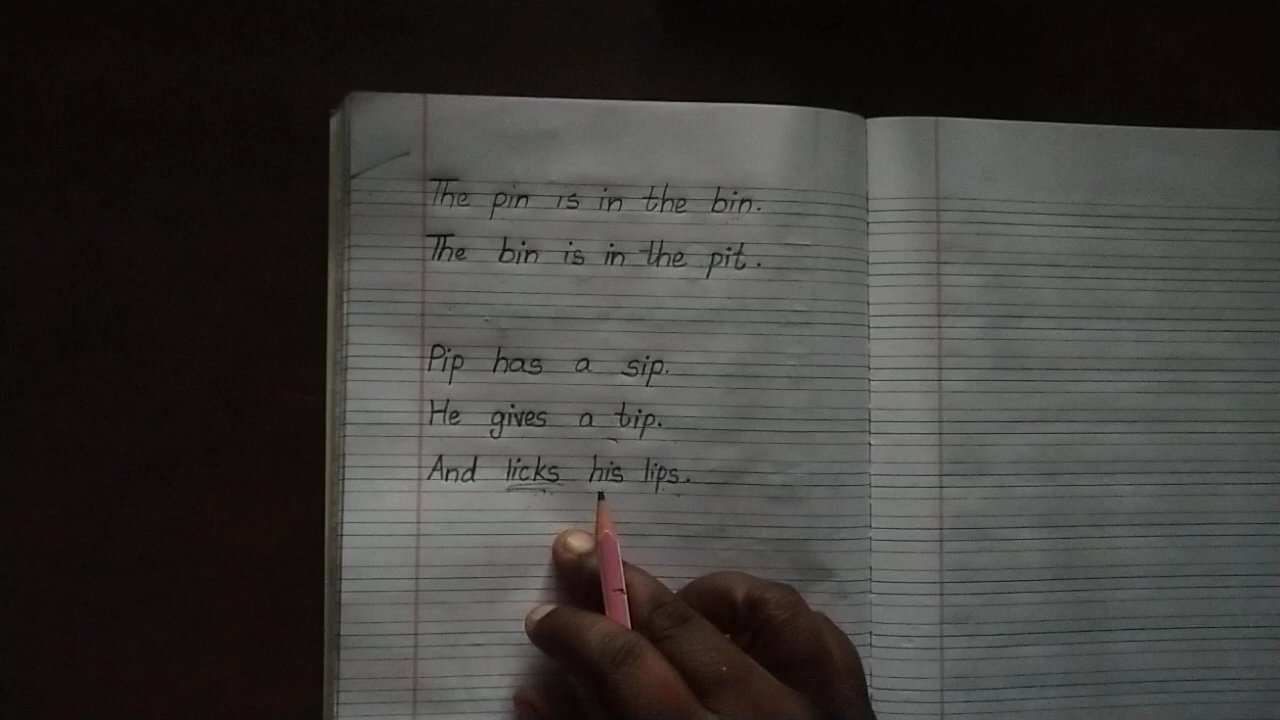 The pin is in the bin.
The bin is in the pit.
Pip has a sip.
He gives a tip.
And licks his lips.